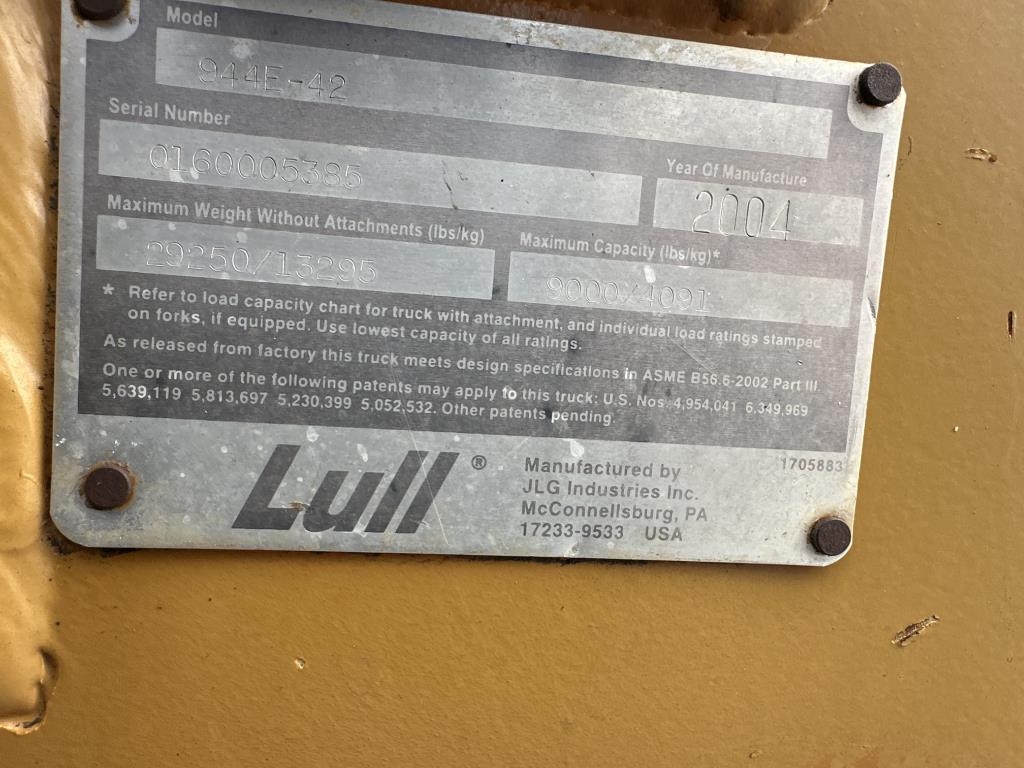 Model
944E-42
Serial Number
0160005385
Year Of Manufacture
2004
Maximum Weight Without Attachments (lbs/kg)
29250/13295
Maximum Capacity (lbs/kg)*
9000/4091
* Refer to load capacity chart for truck with attachment, and individual load ratings stamped
on forks, if equipped. Use lowest capacity of all ratings.
As released from factory this truck meets design specifications in ASME B56.6-2002 Part III.
One or more of the following patents may apply to this truck: U.S. Nos. 4,954,041 6,349,969
5,639,119 5,813,697 5,230,399 5,052,532. Other patents pending.
Lull®
Manufactured by
JLG Industries Inc.
McConnellsburg, PA
17233-9533 USA
1705883